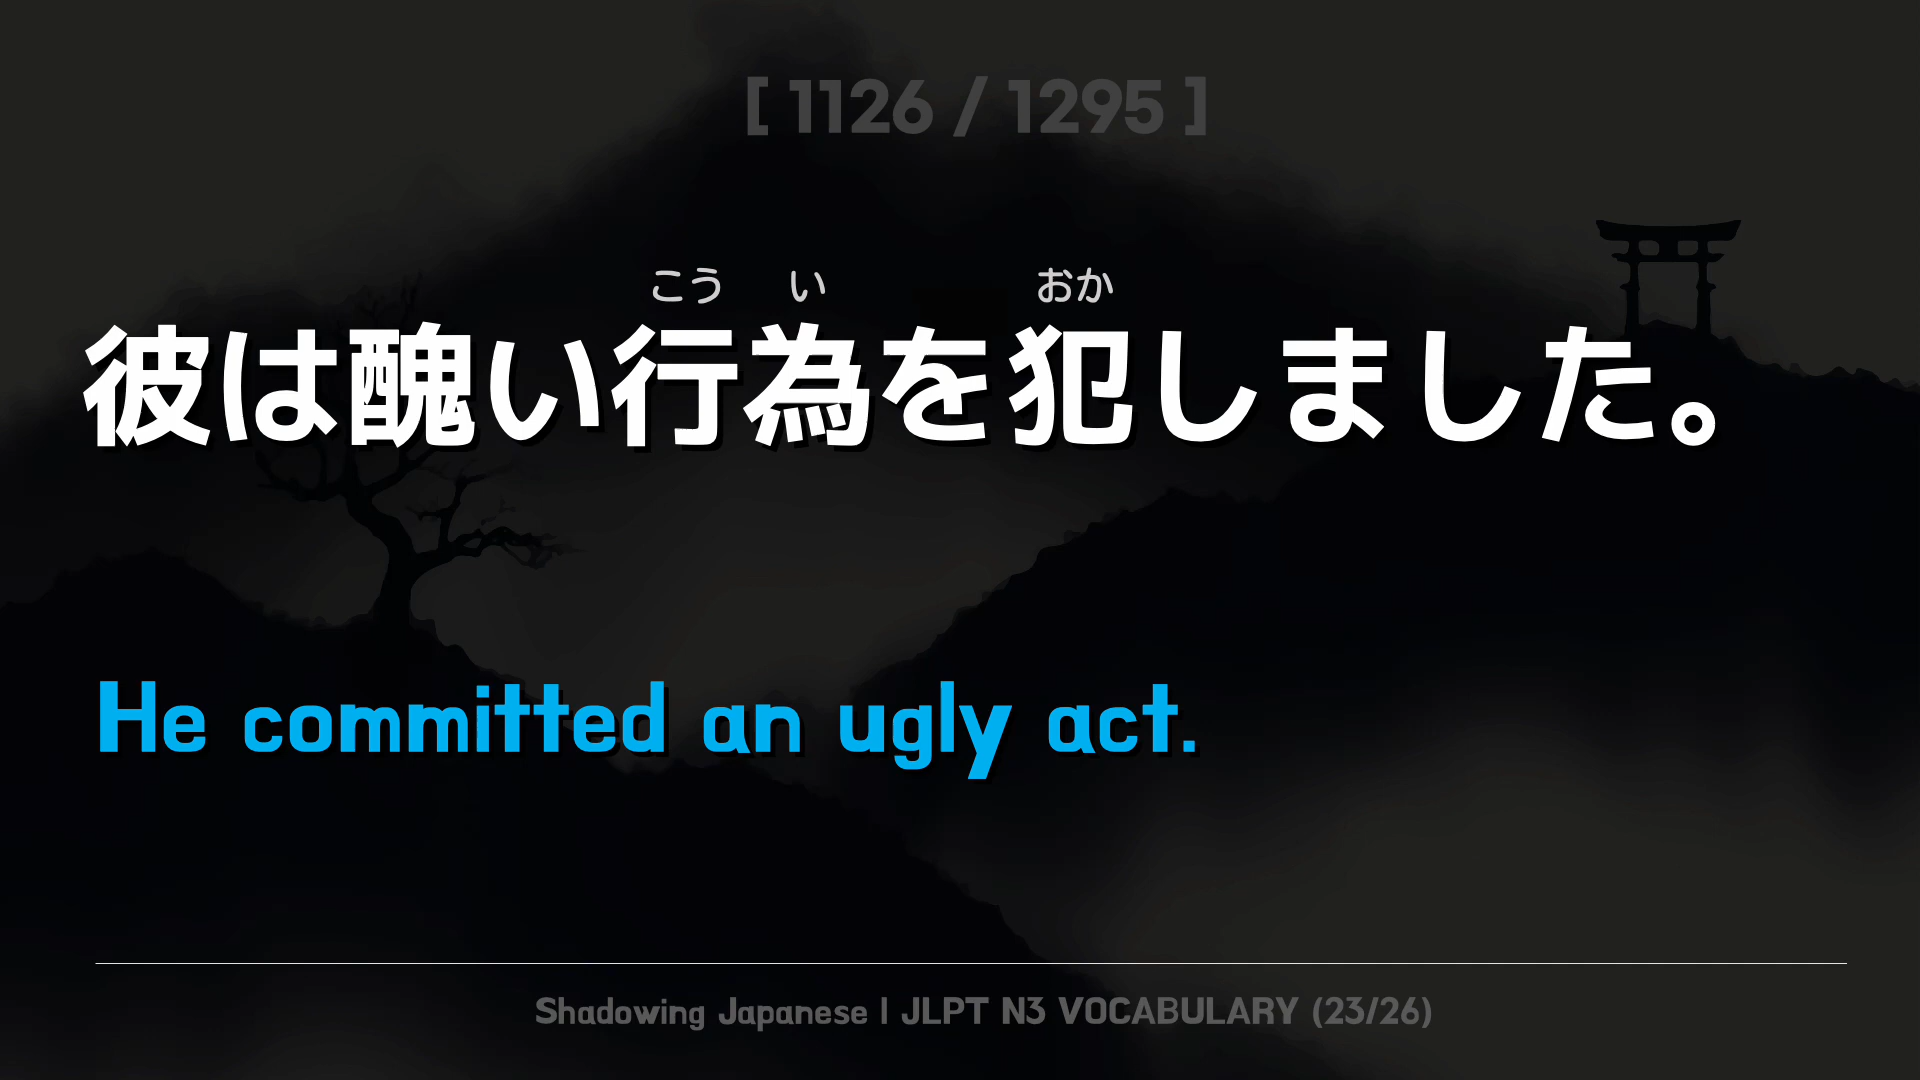 [ 1126 / 1295 ]
こう い おか
彼は醜い行為を犯しました。
He committed an ugly act.
Shadowing Japanese | JLPT N3 VOCABULARY (23/26)